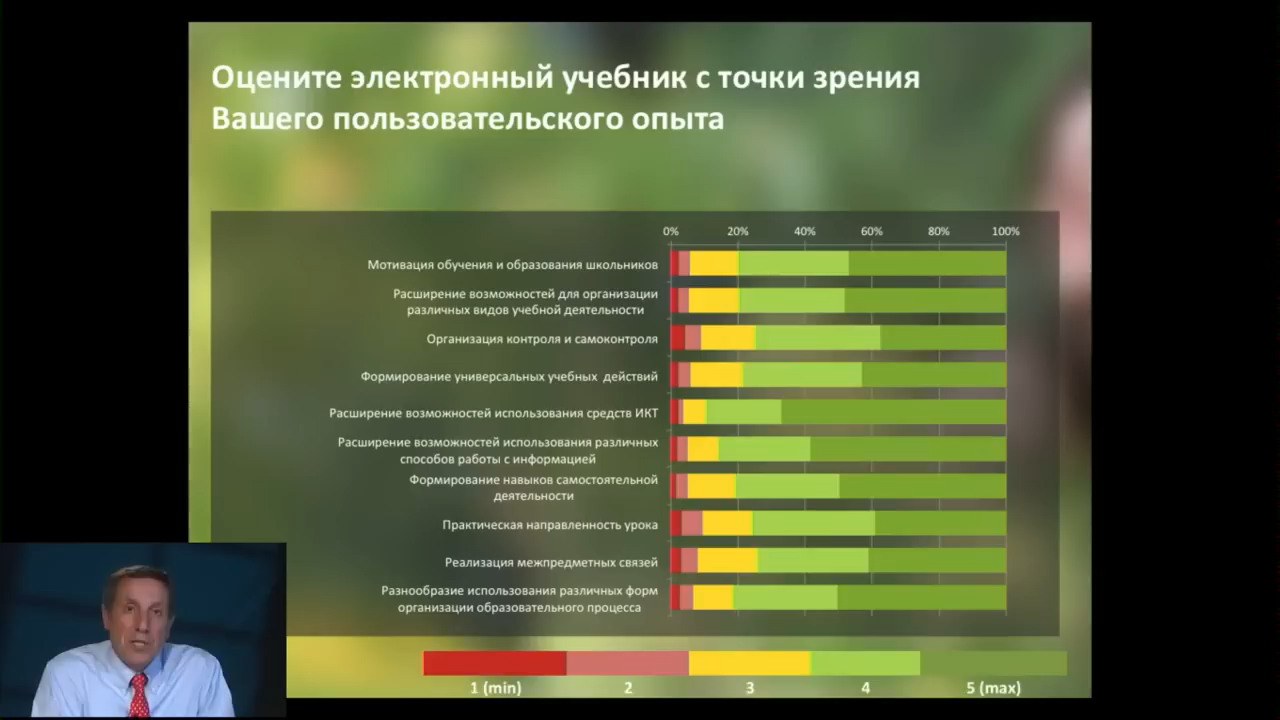 Оцените электронный учебник с точки зрения
Вашего пользовательского опыта
0% 20% 40% 60% 80% 100%
Мотивация обучения и образования школьников
Расширение возможностей для организации
различных видов учебной деятельности
Организация контроля и самоконтроля
Формирование универсальных учебных действий
Расширение возможностей использования средств ИКТ
Расширение возможностей использования различных
способов работы с информацией
Формирование навыков самостоятельной
деятельности
Практическая направленность урока
Реализация межпредметных связей
Разнообразие использования различных форм
организации образовательного процесса
1 (min) 2 3 4 5 (max)